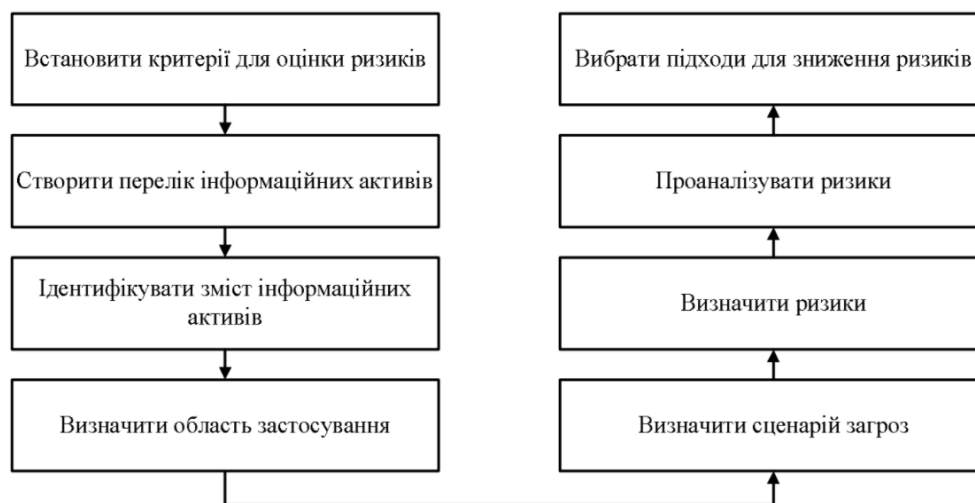 Встановити критерії для оцінки ризиків
Створити перелік інформаційних активів
Ідентифікувати зміст інформаційних
активів
Визначити область застосування
Визначити сценарій загроз
Визначити ризики
Проаналізувати ризики
Вибрати підходи для зниження ризиків